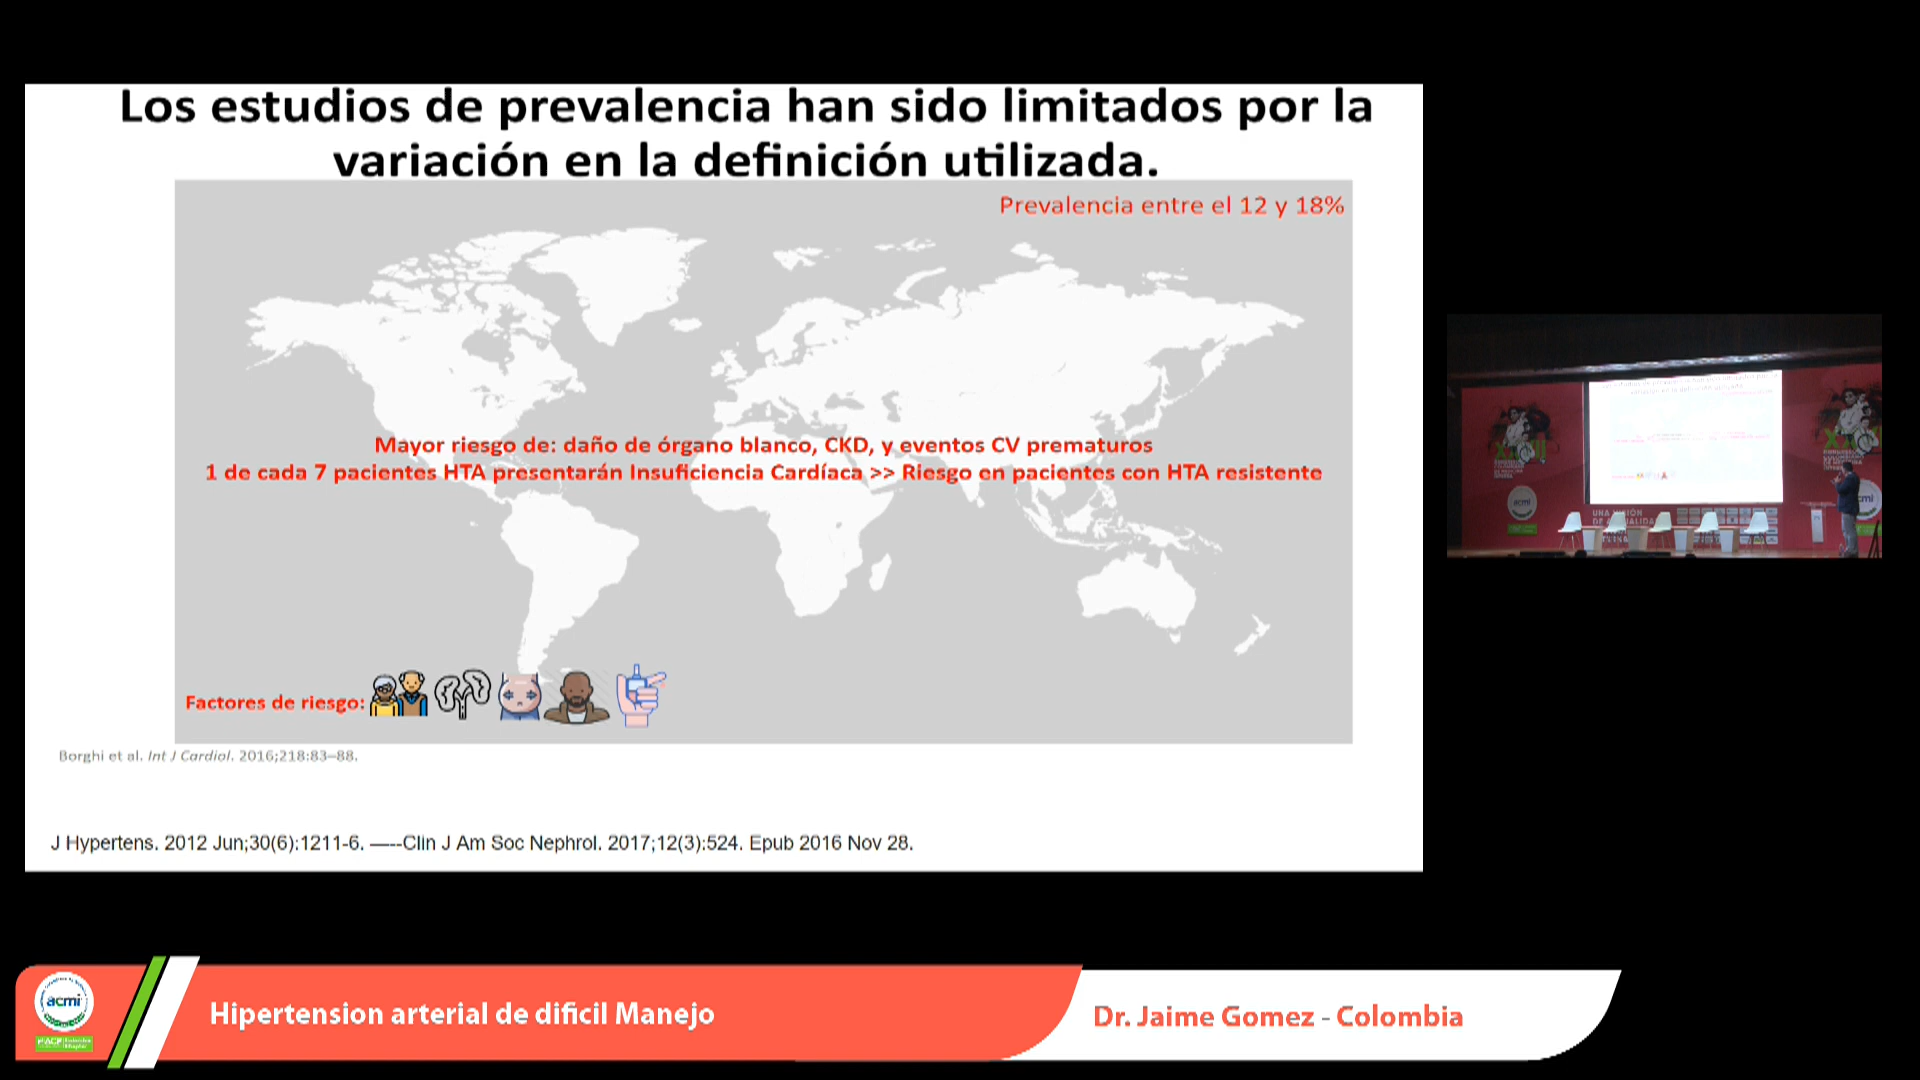 Los estudios de prevalencia han sido limitados por la
variación en la definición utilizada.
Prevalencia entre el 12 y 18%
Mayor riesgo de: daño de órgano blanco, CKD, y eventos CV prematuros
1 de cada 7 pacientes HTA presentarán Insuficiencia Cardíaca >> Riesgo en pacientes con HTA resistente
Factores de riesgo:
Borghi et al. Int J Cardiol. 2016;218:83–88.
J Hypertens. 2012 Jun;30(6):1211-6. —--Clin J Am Soc Nephrol. 2017;12(3):524. Epub 2016 Nov 28.
acmi
UNA VISIÓN
acmi
Hipertension arterial de dificil Manejo
Dr. Jaime Gomez - Colombia